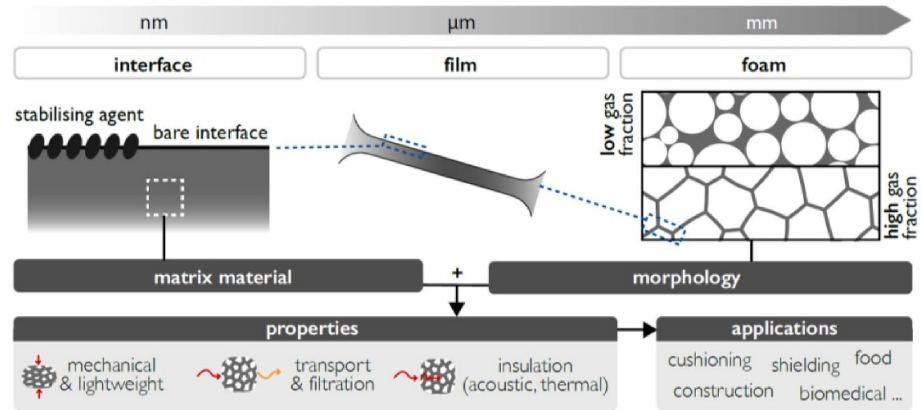 nm
µm
mm
interface
film
foam
stabilising agent
bare interface
low gas
fraction
high gas
fraction
matrix material
+
morphology
properties
applications
mechanical
& lightweight
transport
& filtration
insulation
(acoustic, thermal)
cushioning
shielding
food
construction
biomedical ...